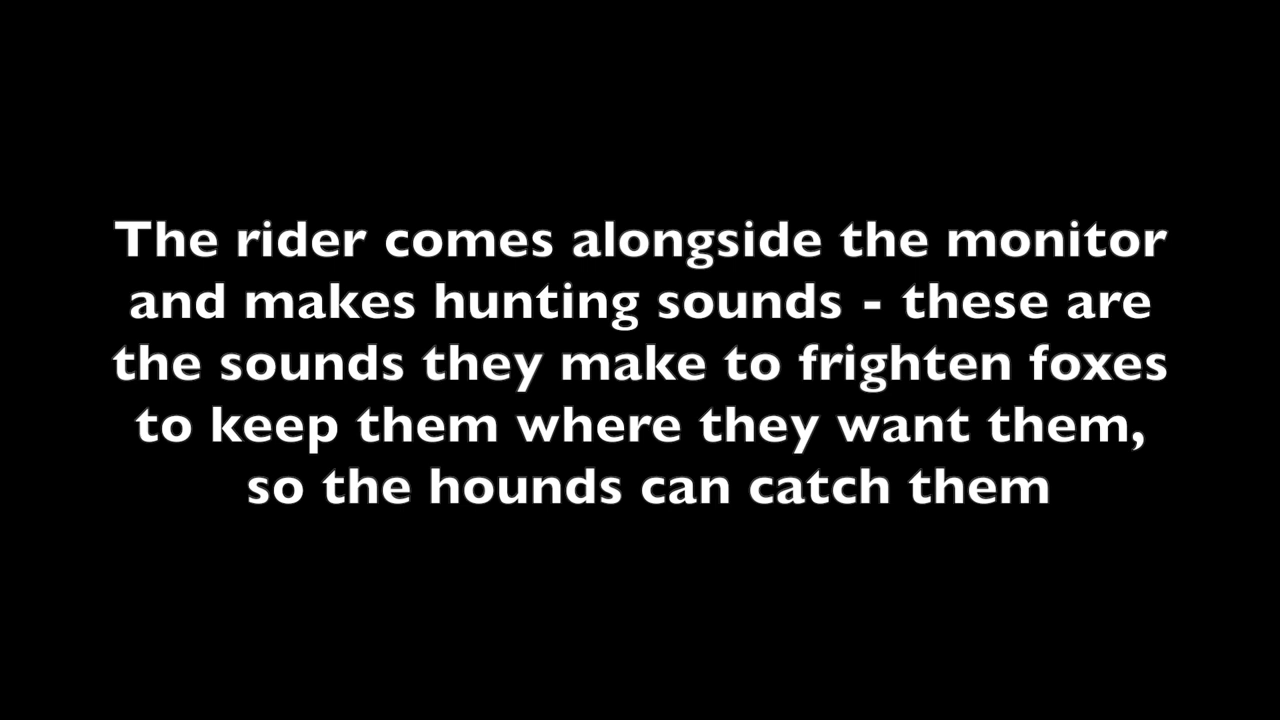 The rider comes alongside the monitor
and makes hunting sounds - these are
the sounds they make to frighten foxes
to keep them where they want them,
so the hounds can catch them